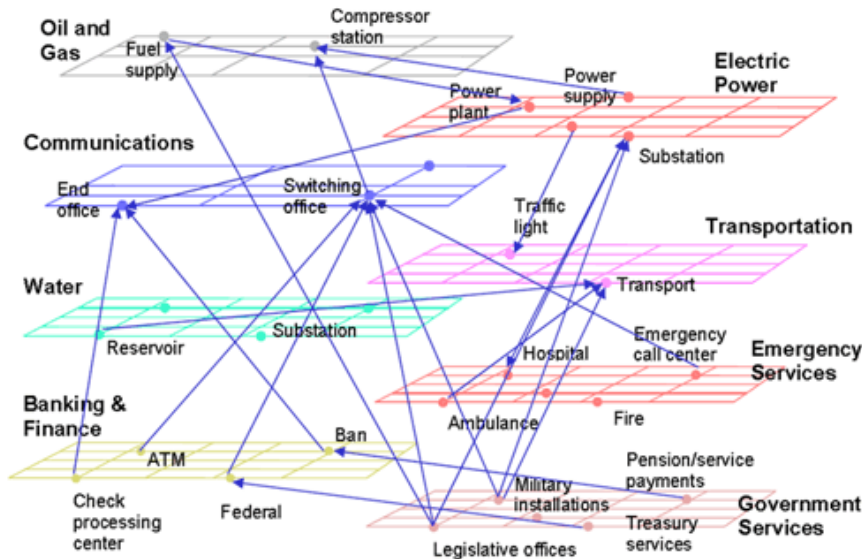 Oil and
Gas
Fuel
supply
Compressor
station
Power
supply
Electric
Power
Power
plant
Communications
Substation
End
office
Switching
office
Traffic
light
Transportation
Water
Transport
Substation
Reservoir
Hospital
Emergency
call center
Emergency
Services
Banking &
Finance
Ambulance
Fire
Ban
ATM
Check
processing
center
Federal
Military
installations
Pension/service
payments
Government
Services
Legislative offices
Treasury
services